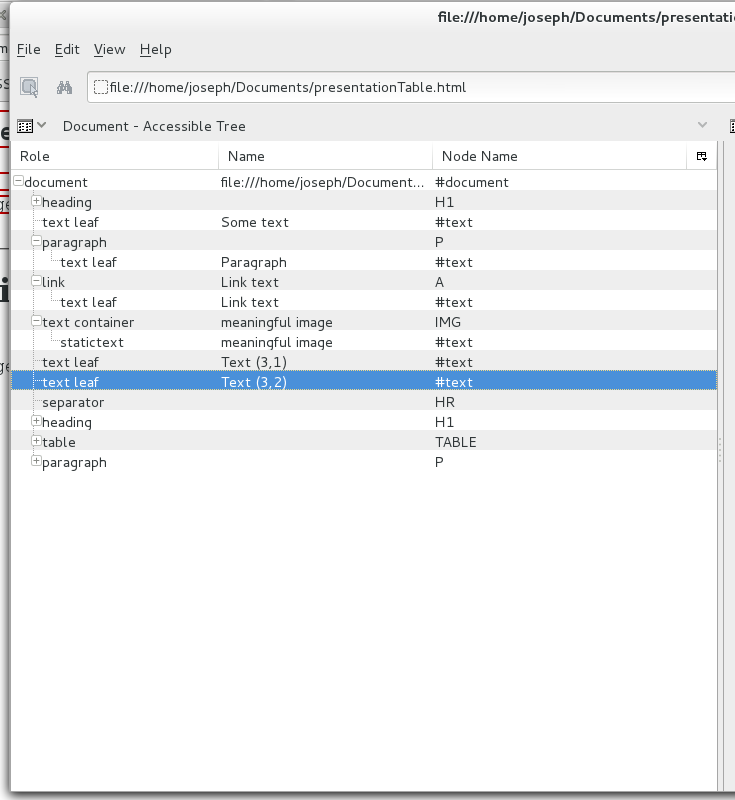 file:///home/joseph/Documents/presentati
File Edit View Help
file:///home/joseph/Documents/presentationTable.html
Document - Accessible Tree
Role Name Node Name
document file:///home/joseph/Document... #document
heading H1
text leaf Some text #text
paragraph P
text leaf Paragraph #text
link Link text A
text leaf Link text #text
text container meaningful image IMG
statictext meaningful image #text
text leaf Text (3,1) #text
text leaf Text (3,2) #text
separator HR
heading H1
table TABLE
paragraph P